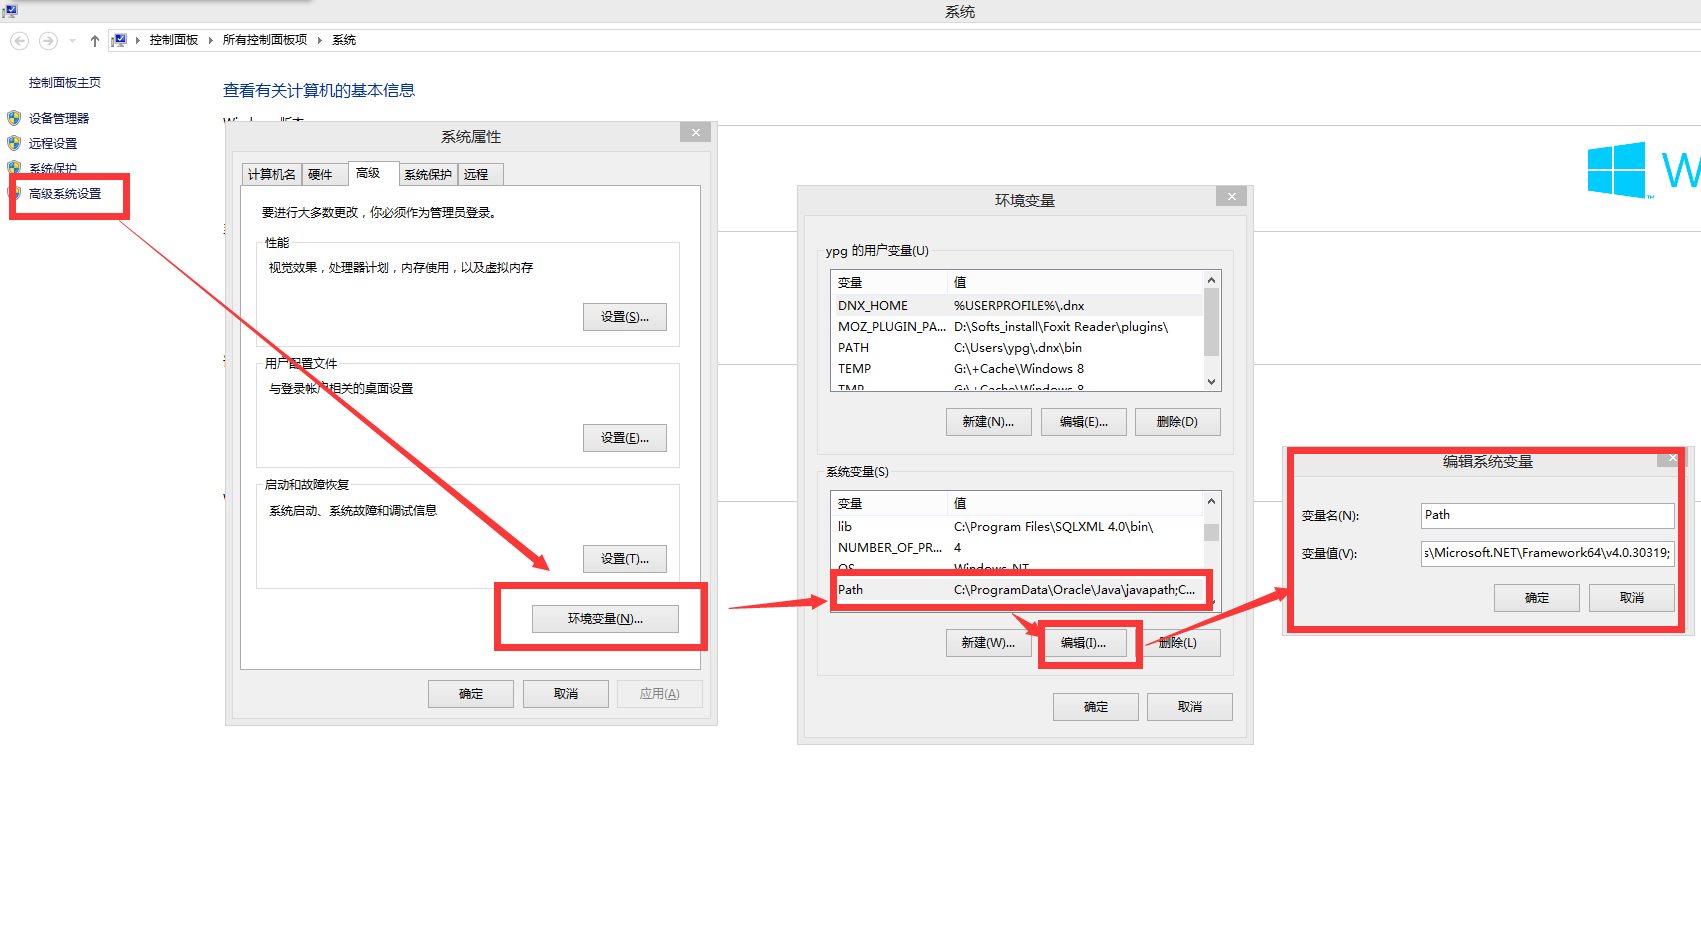 系统
控制面板 所有控制面板项 系统
控制面板主页
设备管理器
远程设置
系统保护
高级系统设置
查看有关计算机的基本信息
系统属性
计算机名 硬件 高级 系统保护 远程
要进行大多数更改，你必须作为管理员登录。
性能
视觉效果，处理器计划，内存使用，以及虚拟内存
设置(S)...
用户配置文件
与登录帐户相关的桌面设置
设置(E)...
启动和故障恢复
系统启动、系统故障和调试信息
设置(T)...
环境变量(N)...
确定 取消 应用(A)
环境变量
ypg 的用户变量(U)
变量 值
DNX_HOME %USERPROFILE%\.dnx
MOZ_PLUGIN_PA... D:\Softs_install\Foxit Reader\plugins\
PATH C:\Users\ypg\.dnx\bin
TEMP G:\+Cache\Windows 8
TMP G:\+Cache\Windows 8
新建(N)... 编辑(E)... 删除(D)
系统变量(S)
变量 值
lib C:\Program Files\SQLXML 4.0\bin\
NUMBER_OF_PR... 4
OS Windows_NT
Path C:\ProgramData\Oracle\Java\javapath;C...
新建(W)... 编辑(I)... 删除(L)
确定 取消
编辑系统变量
变量名(N): Path
变量值(V): s\Microsoft.NET\Framework64\v4.0.30319;
确定 取消
W